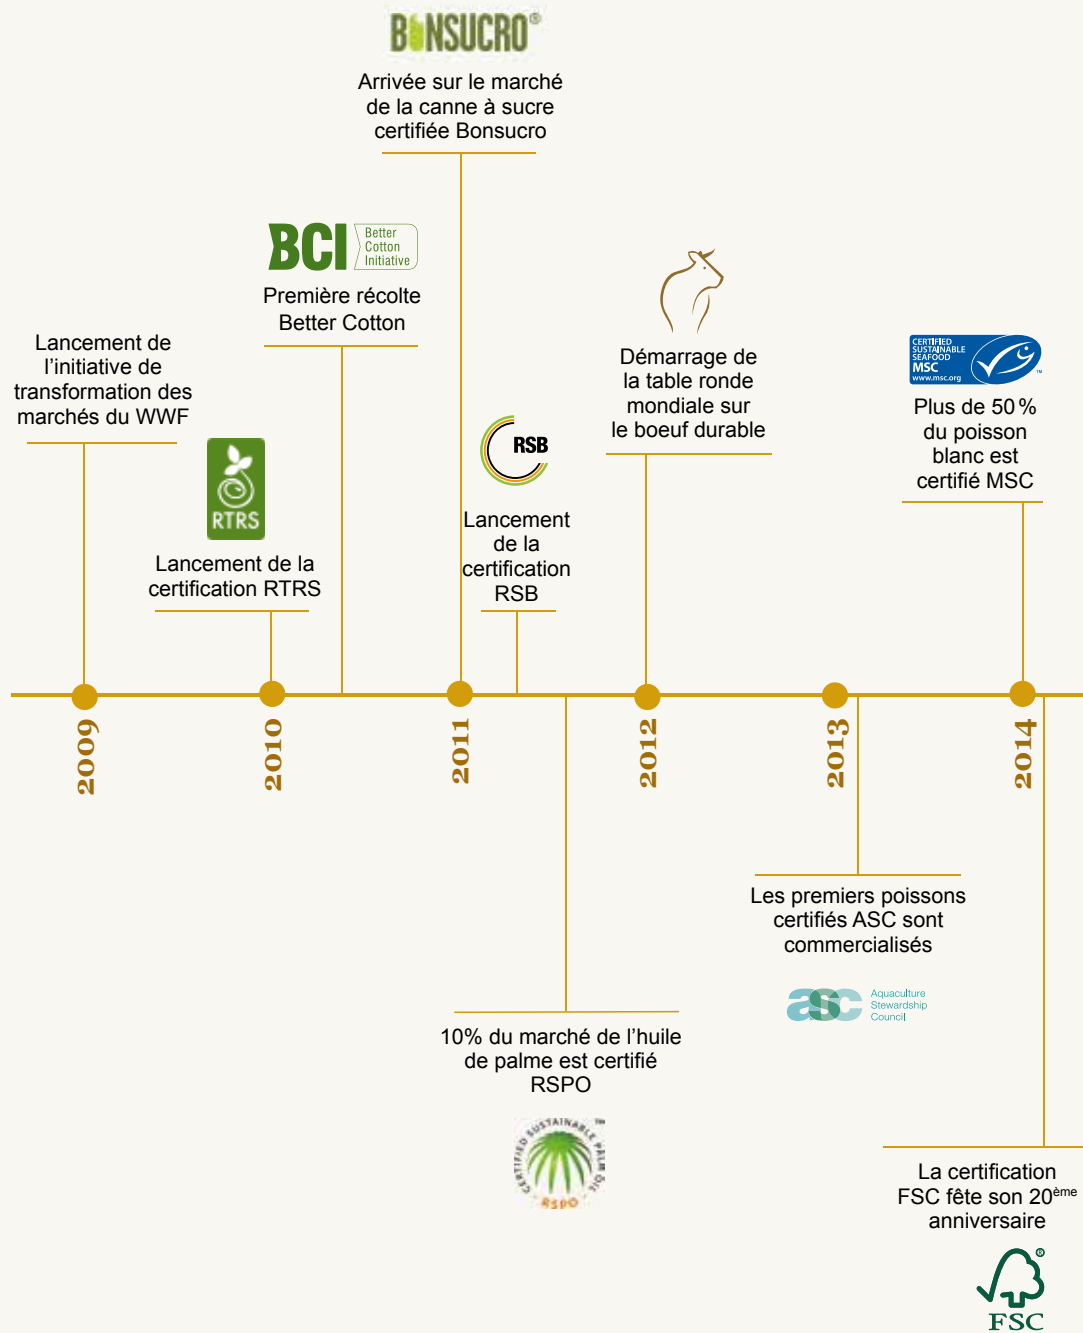 BONSUCRO®
Arrivée sur le marché
de la canne à sucre
certifiée Bonsucro
BCI
Better
Cotton
Initiative
Première récolte
Better Cotton
Lancement de
l’initiative de
transformation des
marchés du WWF
RTRS
Lancement de la
certification RTRS
RSB
Lancement
de la
certification
RSB
Démarrage de
la table ronde
mondiale sur
le boeuf durable
CERTIFIED
SUSTAINABLE
SEAFOOD
MSC
www.msc.org
™
Plus de 50 %
du poisson
blanc est
certifié MSC
2009
2010
2011
2012
2013
2014
Les premiers poissons
certifiés ASC sont
commercialisés
asc
Aquaculture
Stewardship
Council
10% du marché de l’huile
de palme est certifié
RSPO
CERTIFIED SUSTAINABLE PALM OIL ™
RSPO
La certification
FSC fête son 20ème
anniversaire
®
FSC